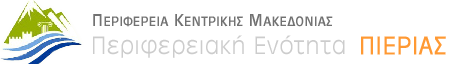 ΠΕΡΙΦΕΡΕΙΑ ΚΕΝΤΡΙΚΗΣ ΜΑΚΕΔΟΝΙΑΣ
Περιφερειακή Ενότητα ΠΙΕΡΙΑΣ